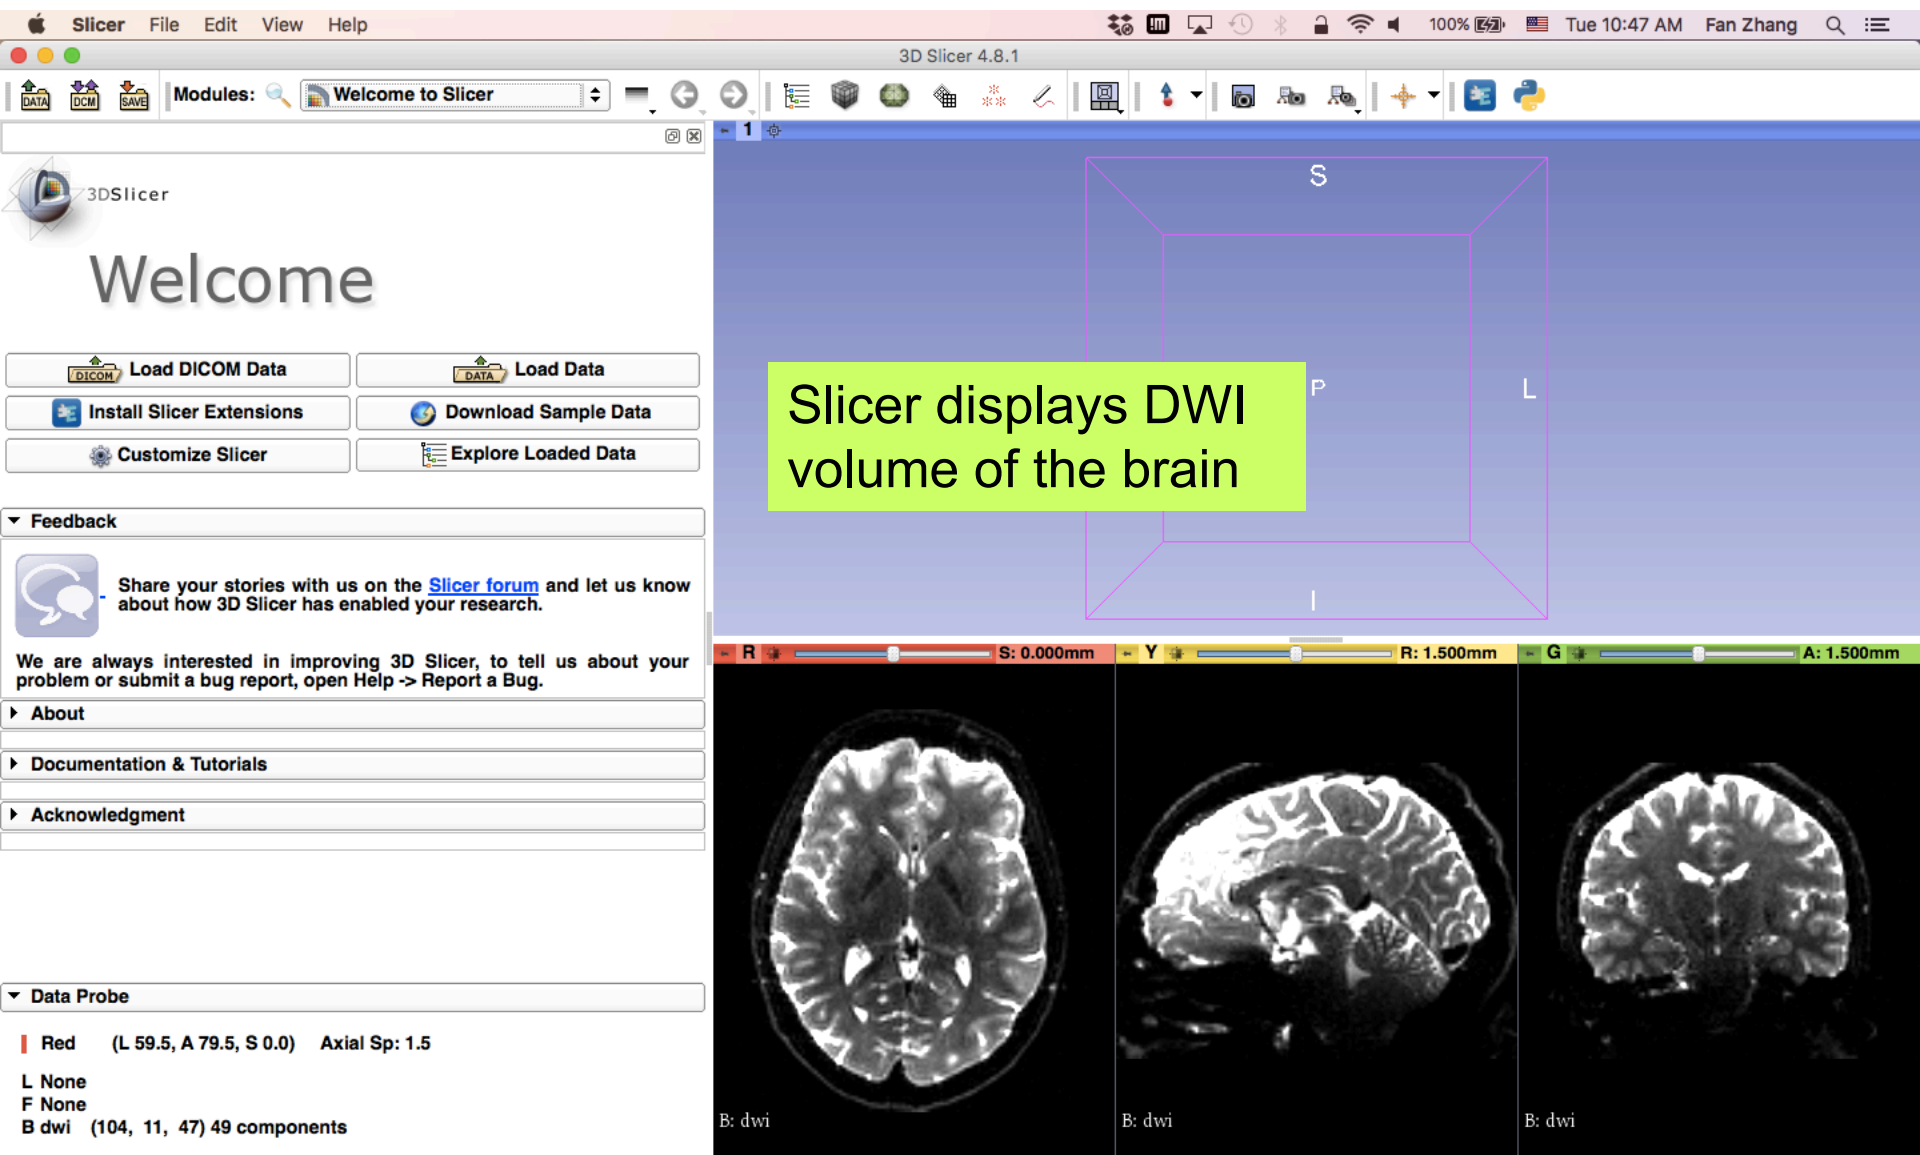 Slicer File Edit View Help 100% Tue 10:47 AM Fan Zhang
3D Slicer 4.8.1
DATA DCM SAVE Modules: Welcome to Slicer
1
3DSlicer
Welcome
DICOM Load DICOM Data
DATA Load Data
Install Slicer Extensions
Download Sample Data
Customize Slicer
Explore Loaded Data
Feedback
Share your stories with us on the Slicer forum and let us know
about how 3D Slicer has enabled your research.
We are always interested in improving 3D Slicer, to tell us about your
problem or submit a bug report, open Help -> Report a Bug.
About
Documentation & Tutorials
Acknowledgment
Data Probe
Red (L 59.5, A 79.5, S 0.0) Axial Sp: 1.5
L None
F None
B dwi (104, 11, 47) 49 components
S
P
L
I
Slicer displays DWI
volume of the brain
R S: 0.000mm
Y R: 1.500mm
G A: 1.500mm
B: dwi
B: dwi
B: dwi